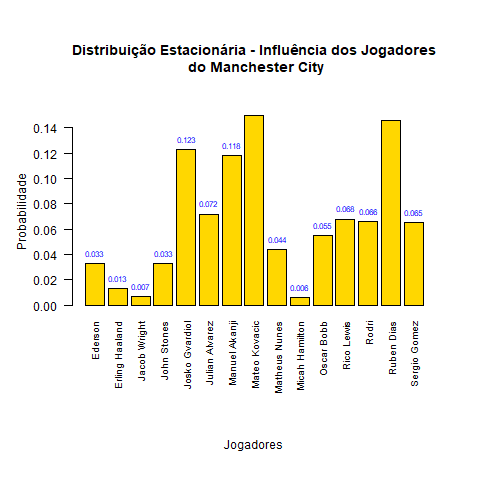 Distribuição Estacionária - Influência dos Jogadores
do Manchester City
Probabilidade
0.14
0.12
0.10
0.08
0.06
0.04
0.02
0.00
0.033
0.013
0.007
0.033
0.123
0.072
0.118
0.044
0.006
0.055
0.068
0.066
0.065
Ederson
Erling Haaland
Jacob Wright
John Stones
Josko Gvardiol
Julian Alvarez
Manuel Akanji
Mateo Kovacic
Matheus Nunes
Micah Hamilton
Oscar Bobb
Rico Lewis
Rodri
Ruben Dias
Sergio Gomez
Jogadores